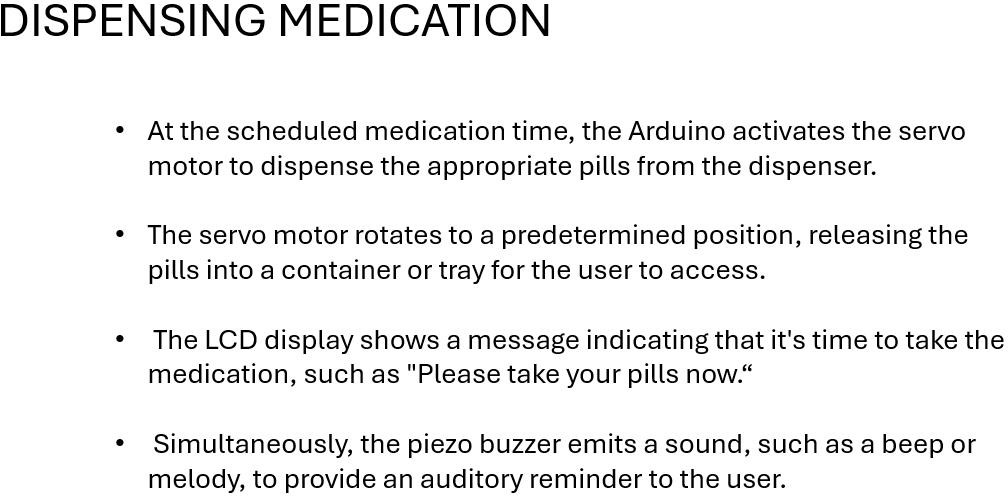 DISPENSING MEDICATION
• At the scheduled medication time, the Arduino activates the servo
motor to dispense the appropriate pills from the dispenser.
• The servo motor rotates to a predetermined position, releasing the
pills into a container or tray for the user to access.
• The LCD display shows a message indicating that it's time to take the
medication, such as "Please take your pills now.“
• Simultaneously, the piezo buzzer emits a sound, such as a beep or
melody, to provide an auditory reminder to the user.